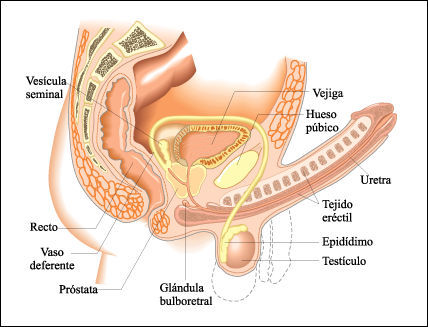 Vesícula
seminal
Vejiga
Hueso
púbico
Uretra
Tejido
eréctil
Recto
Epidídimo
Vaso
deferente
Testículo
Próstata
Glándula
bulboretral